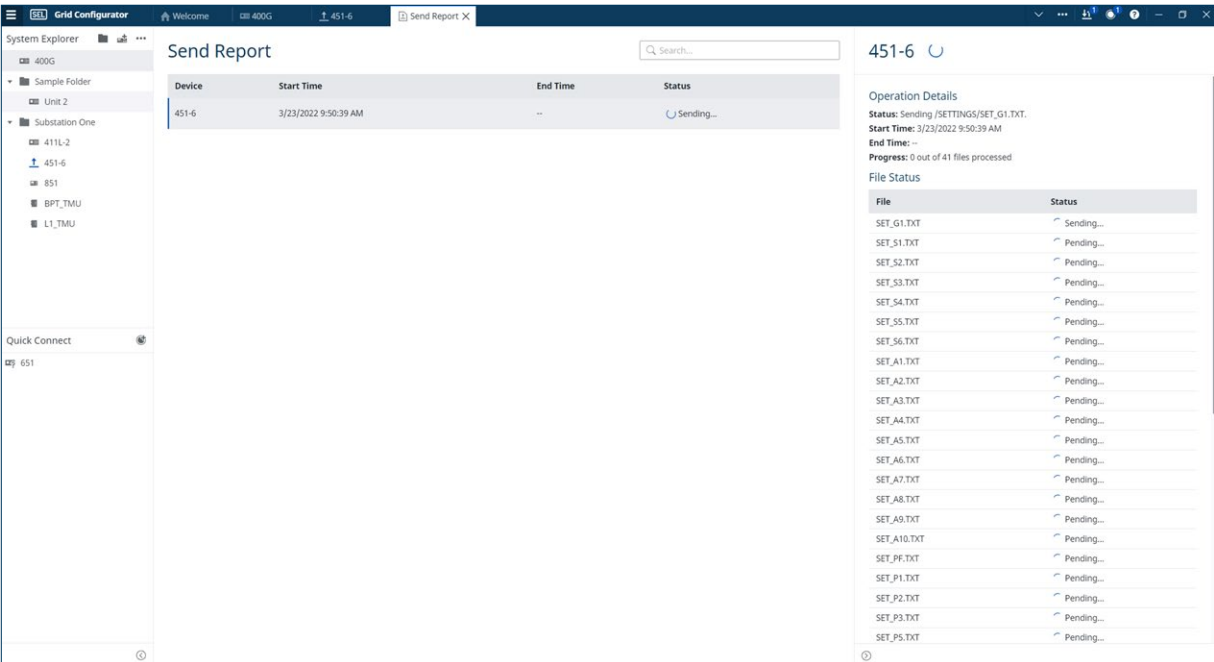 SEL Grid Configurator Welcome 400G 451-6 Send Report 1 1
System Explorer
400G
Sample Folder
Unit 2
Substation One
411L-2
451-6
851
BPT_TMU
L1_TMU
Quick Connect
651
Send Report
Search...
Device Start Time End Time Status
451-6 3/23/2022 9:50:39 AM -- Sending...
451-6
Operation Details
Status: Sending /SETTINGS/SET_G1.TXT.
Start Time: 3/23/2022 9:50:39 AM
End Time: --
Progress: 0 out of 41 files processed
File Status
File Status
SET_G1.TXT Sending...
SET_S1.TXT Pending...
SET_S2.TXT Pending...
SET_S3.TXT Pending...
SET_S4.TXT Pending...
SET_S5.TXT Pending...
SET_S6.TXT Pending...
SET_A1.TXT Pending...
SET_A2.TXT Pending...
SET_A3.TXT Pending...
SET_A4.TXT Pending...
SET_A5.TXT Pending...
SET_A6.TXT Pending...
SET_A7.TXT Pending...
SET_A8.TXT Pending...
SET_A9.TXT Pending...
SET_A10.TXT Pending...
SET_PF.TXT Pending...
SET_P1.TXT Pending...
SET_P2.TXT Pending...
SET_P3.TXT Pending...
SET_P5.TXT Pending...